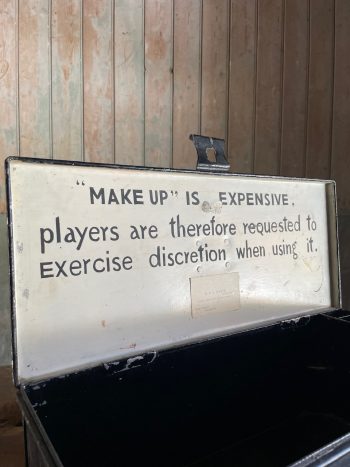 "MAKE UP" IS EXPENSIVE.
players are therefore requested to
Exercise discretion when using it.